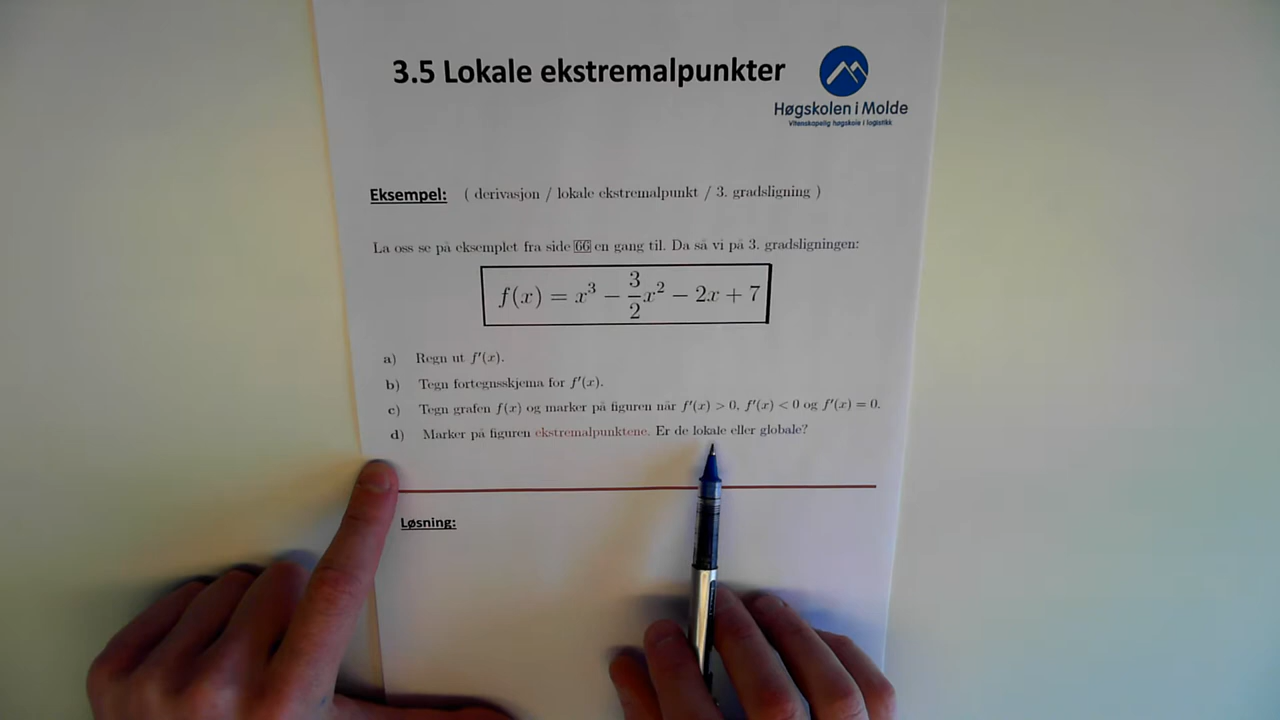 3.5 Lokale ekstremalpunkter
Høgskolen i Molde
Vitenskapelig høgskole i logistikk
Eksempel: ( derivasjon / lokale ekstremalpunkt / 3. gradsligning )
La oss se på eksemplet fra side 66 en gang til. Da så vi på 3. gradsligningen:
f(x) = x³ − 3/2 x² − 2x + 7
a) Regn ut f′(x).
b) Tegn fortegnsskjema for f′(x).
c) Tegn grafen f(x) og marker på figuren når f′(x) > 0, f′(x) < 0 og f′(x) = 0.
d) Marker på figuren ekstremalpunktene. Er de lokale eller globale?
Løsning: